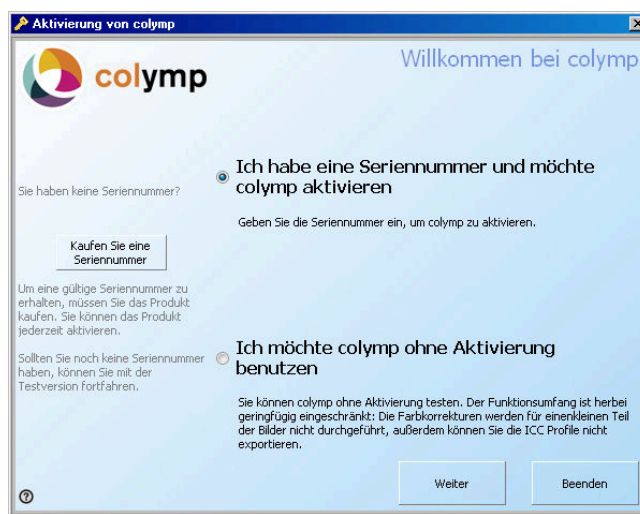 Aktivierung von colymp
colymp
Willkommen bei colymp
Sie haben keine Seriennummer?
Kaufen Sie eine
Seriennummer
Um eine gültige Seriennummer zu
erhalten, müssen Sie das Produkt
kaufen. Sie können das Produkt
jederzeit aktivieren.
Sollten Sie noch keine Seriennummer
haben, können Sie mit der
Testversion fortfahren.
Ich habe eine Seriennummer und möchte
colymp aktivieren
Geben Sie die Seriennummer ein, um colymp zu aktivieren.
Ich möchte colymp ohne Aktivierung
benutzen
Sie können colymp ohne Aktivierung testen. Der Funktionsumfang ist herbei
geringfügig eingeschränkt: Die Farbkorrekturen werden für einenkleinen Teil
der Bilder nicht durchgeführt, außerdem können Sie die ICC Profile nicht
exportieren.
Weiter
Beenden